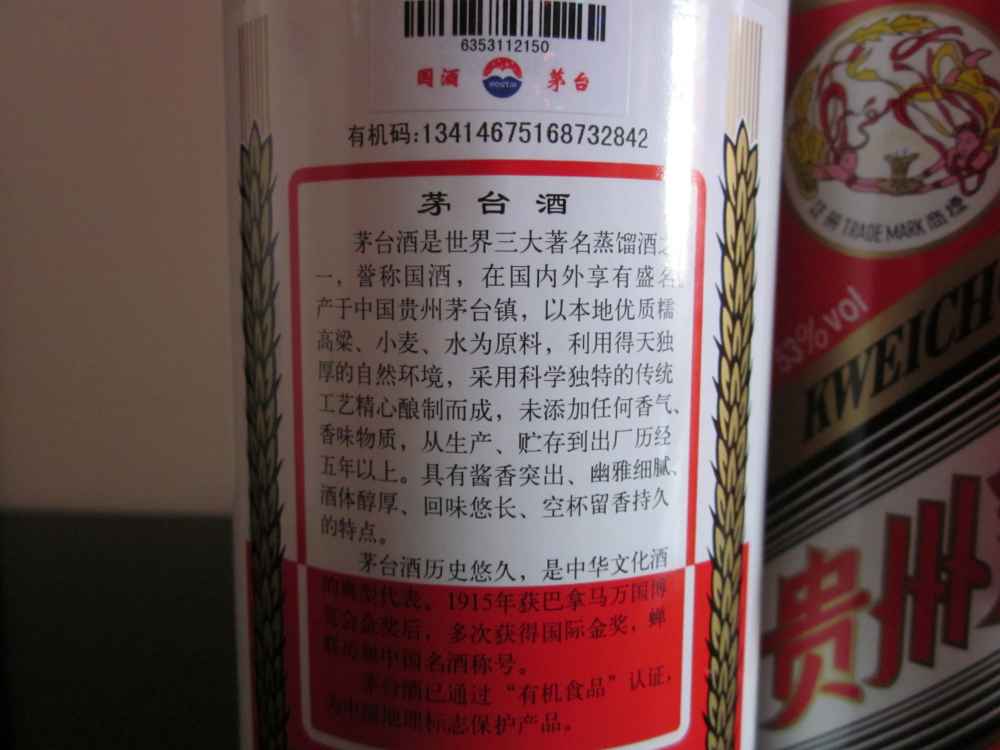 6353112150
国酒 MOUTAI 茅台
有机码:13414675168732842
茅台酒
茅台酒是世界三大著名蒸馏酒之
一，誉称国酒，在国内外享有盛名。
产于中国贵州茅台镇，以本地优质糯
高粱、小麦、水为原料，利用得天独
厚的自然环境，采用科学独特的传统
工艺精心酿制而成，未添加任何香气、
香味物质，从生产、贮存到出厂历经
五年以上。具有酱香突出、幽雅细腻、
酒体醇厚、回味悠长、空杯留香持久
的特点。
茅台酒历史悠久，是中华文化酒
的典型代表。1915年获巴拿马万国博
览会金奖后，多次获得国际金奖，蝉
联历届中国名酒称号。
茅台酒已通过“有机食品”认证，
为中国地理标志保护产品。
TRADE MARK 商标
53%vol
KWEICH
贵州